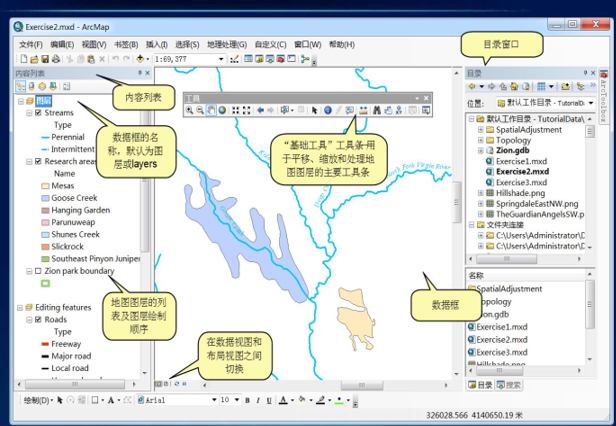 Exercise2.mxd - ArcMap
文件(F) 编辑(E) 视图(V) 书签(B) 插入(I) 选择(S) 地理处理(G) 自定义(C) 窗口(W) 帮助(H)
1:69,377
目录窗口
内容列表
图层
Streams
Type
Perennial
Intermittent
Research areas
Name
Mesas
Goose Creek
Hanging Garden
Parunuweap
Shunes Creek
Slickrock
Southeast Pinyon Juniper
Zion park boundary
Editing features
Roads
Type
Freeway
Major road
Local road
内容列表
数据框的名
称，默认为图
层或layers
地图图层的列
表及图层绘制
顺序
工具
“基础工具”工具条-用
于平移、缩放和处理地
图图层的主要工具条
North Fork Virgin River
数据框
在数据视图和
布局视图之间
切换
目录
位置: 默认工作目录 - TutorialData\
默认工作目录 - TutorialData\
SpatialAdjustment
Topology
Zion.gdb
Exercise1.mxd
Exercise2.mxd
Exercise3.mxd
Hillshade.png
SpringdaleEastNW.png
TheGuardianAngelsSW.p
文件夹连接
C:\Users\Administrator\D
C:\Users\Administrator\D
名称
SpatialAdjustment
Topology
Zion.gdb
Exercise1.mxd
Exercise2.mxd
Exercise3.mxd
Hillshade.png
目录 搜索
ArcToolbox
绘制(D) Arial 10 B I U A
326028.566 4140650.19 米